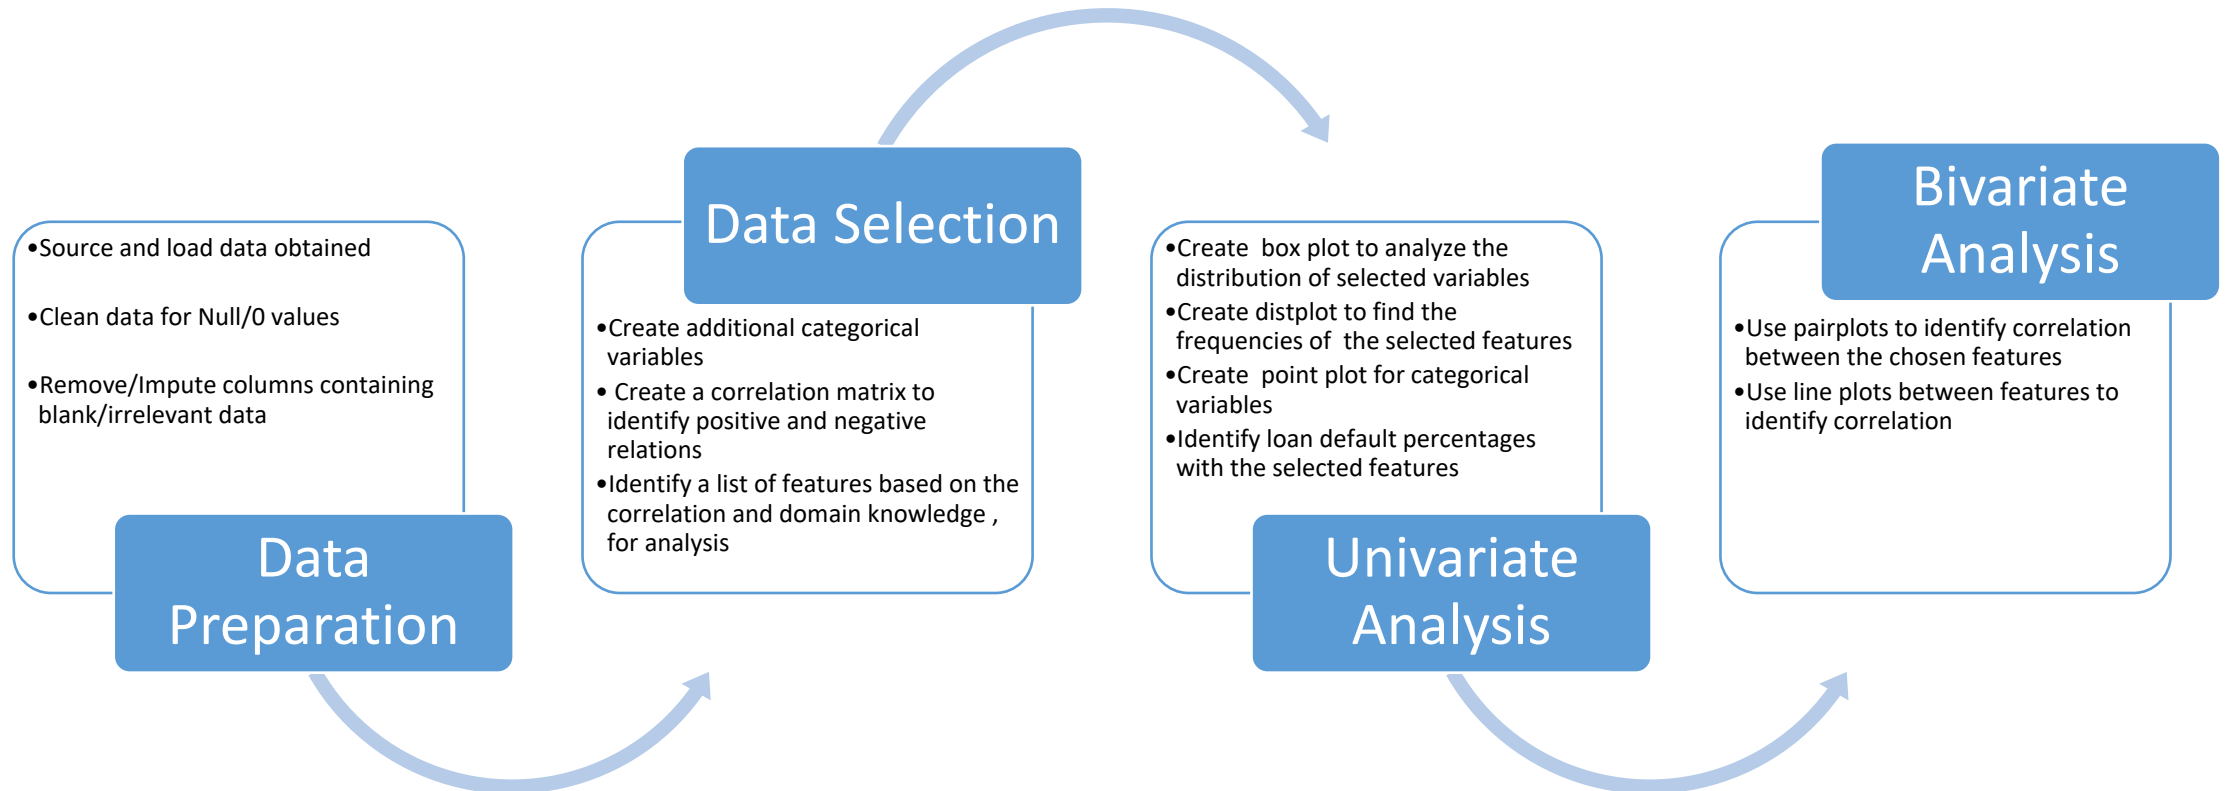 •Source and load data obtained
•Clean data for Null/0 values
•Remove/Impute columns containing
blank/irrelevant data
Data
Preparation
Data Selection
•Create additional categorical
variables
• Create a correlation matrix to
identify positive and negative
relations
•Identify a list of features based on the
correlation and domain knowledge ,
for analysis
•Create  box plot to analyze the
distribution of selected variables
•Create distplot to find the
frequencies of  the selected features
•Create  point plot for categorical
variables
•Identify loan default percentages
with the selected features
Univariate
Analysis
Bivariate
Analysis
•Use pairplots to identify correlation
between the chosen features
•Use line plots between features to
identify correlation